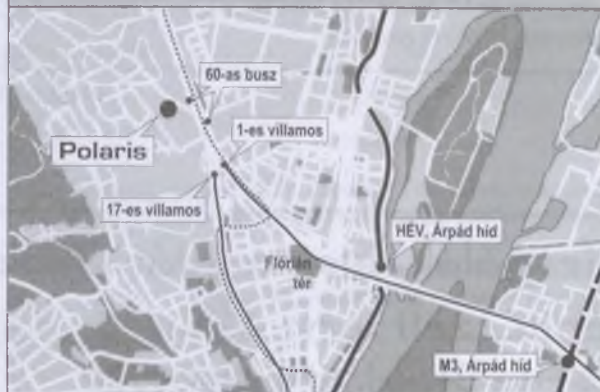 60-as busz
Polaris
1-es villamos
17-es villamos
HÉV, Árpád híd
Flórián
tér
M3, Árpád híd